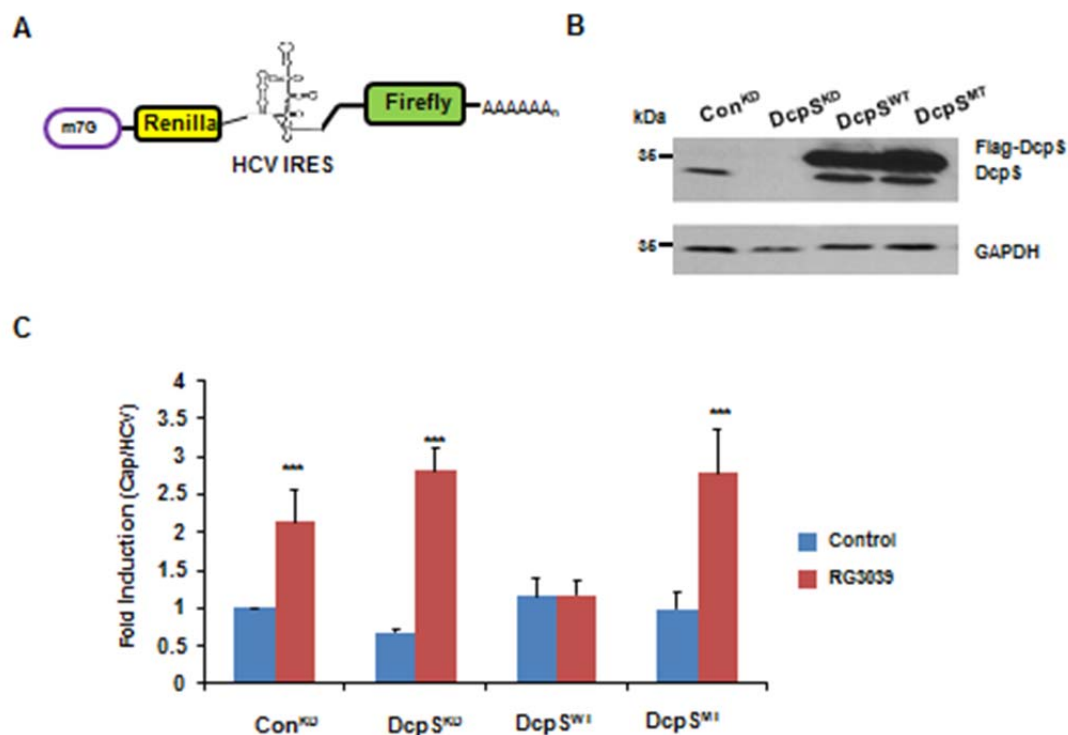 A
m7G Renilla Firefly AAAAAAn
HCV IRES
B
kDa ConKD DcpSKD DcpSWT DcpSMT
35 Flag-DcpS
DcpS
35 GAPDH
C
Fold Induction (Cap/HCV)
4
3.5
3
2.5
2
1.5
1
0.5
0
***
***
***
Control
RG3039
ConKD DcpSKD DcpSWT DcpSMT